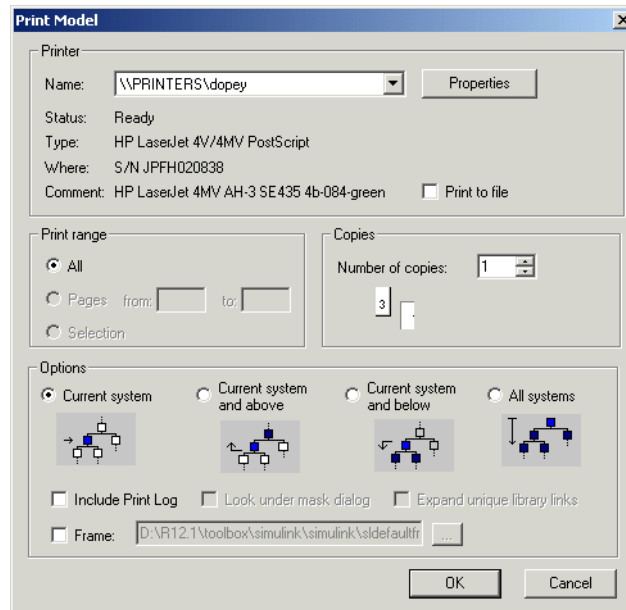 Print Model
Printer
Name: \\PRINTERS\dopey Properties
Status: Ready
Type: HP LaserJet 4V/4MV PostScript
Where: S/N JPFH020838
Comment: HP LaserJet 4MV AH-3 SE435 4b-084-green Print to file
Print range
All
Pages from: to:
Selection
Copies
Number of copies: 1
3
Options
Current system
Current system
and above
Current system
and below
All systems
Include Print Log Look under mask dialog Expand unique library links
Frame: D:\R12.1\toolbox\simulink\simulink\sldefaultfr ...
OK Cancel